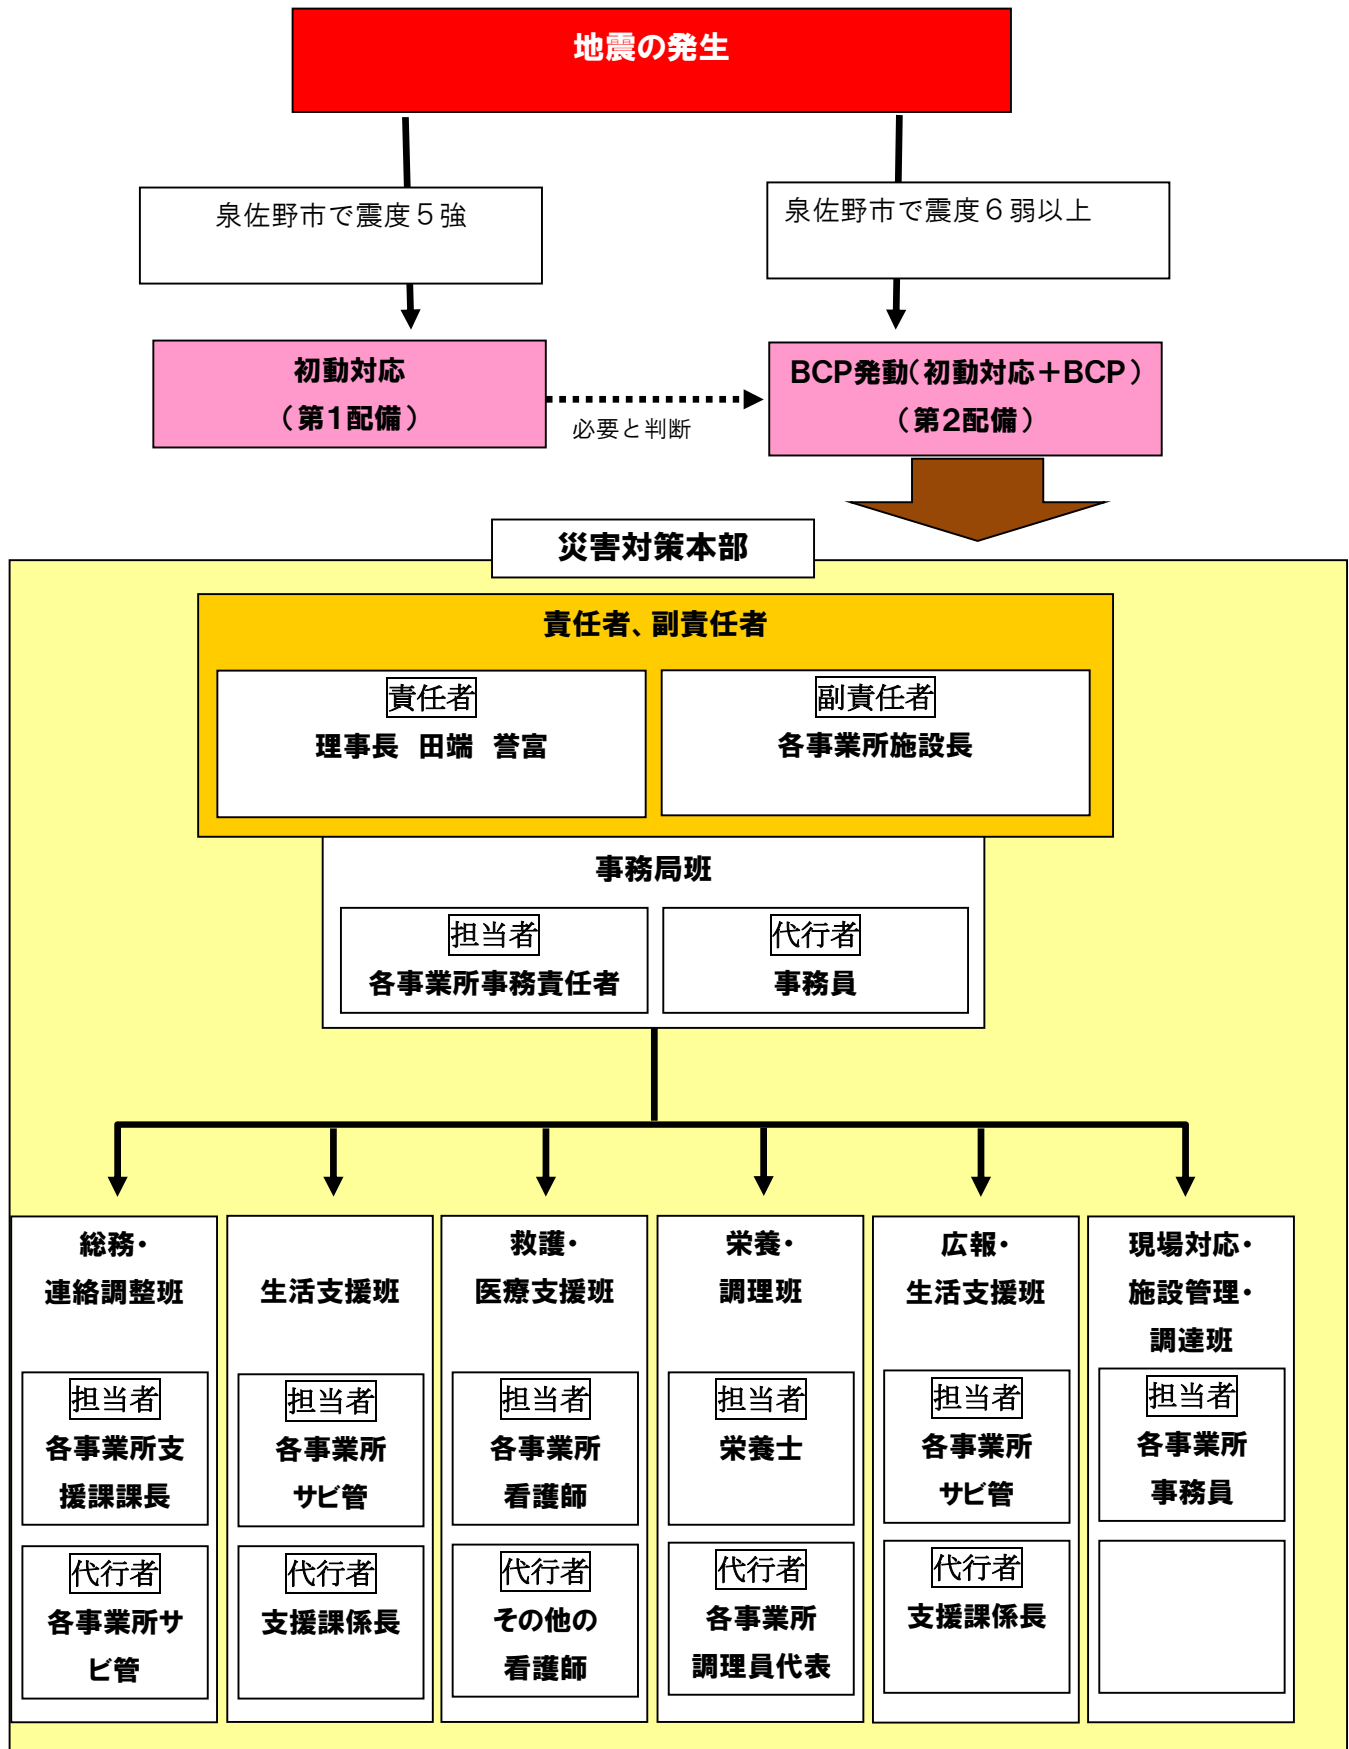 地震の発生
泉佐野市で震度５強
泉佐野市で震度６弱以上
初動対応
（第1配備）
必要と判断
BCP発動（初動対応＋BCP）
（第2配備）
災害対策本部
責任者、副責任者
責任者
理事長　田端　誉富
副責任者
各事業所施設長
事務局班
担当者
各事業所事務責任者
代行者
事務員
総務・
連絡調整班
担当者
各事業所支
援課課長
代行者
各事業所サ
ビ管
生活支援班
担当者
各事業所
サビ管
代行者
支援課係長
救護・
医療支援班
担当者
各事業所
看護師
代行者
その他の
看護師
栄養・
調理班
担当者
栄養士
代行者
各事業所
調理員代表
広報・
生活支援班
担当者
各事業所
サビ管
代行者
支援課係長
現場対応・
施設管理・
調達班
担当者
各事業所
事務員